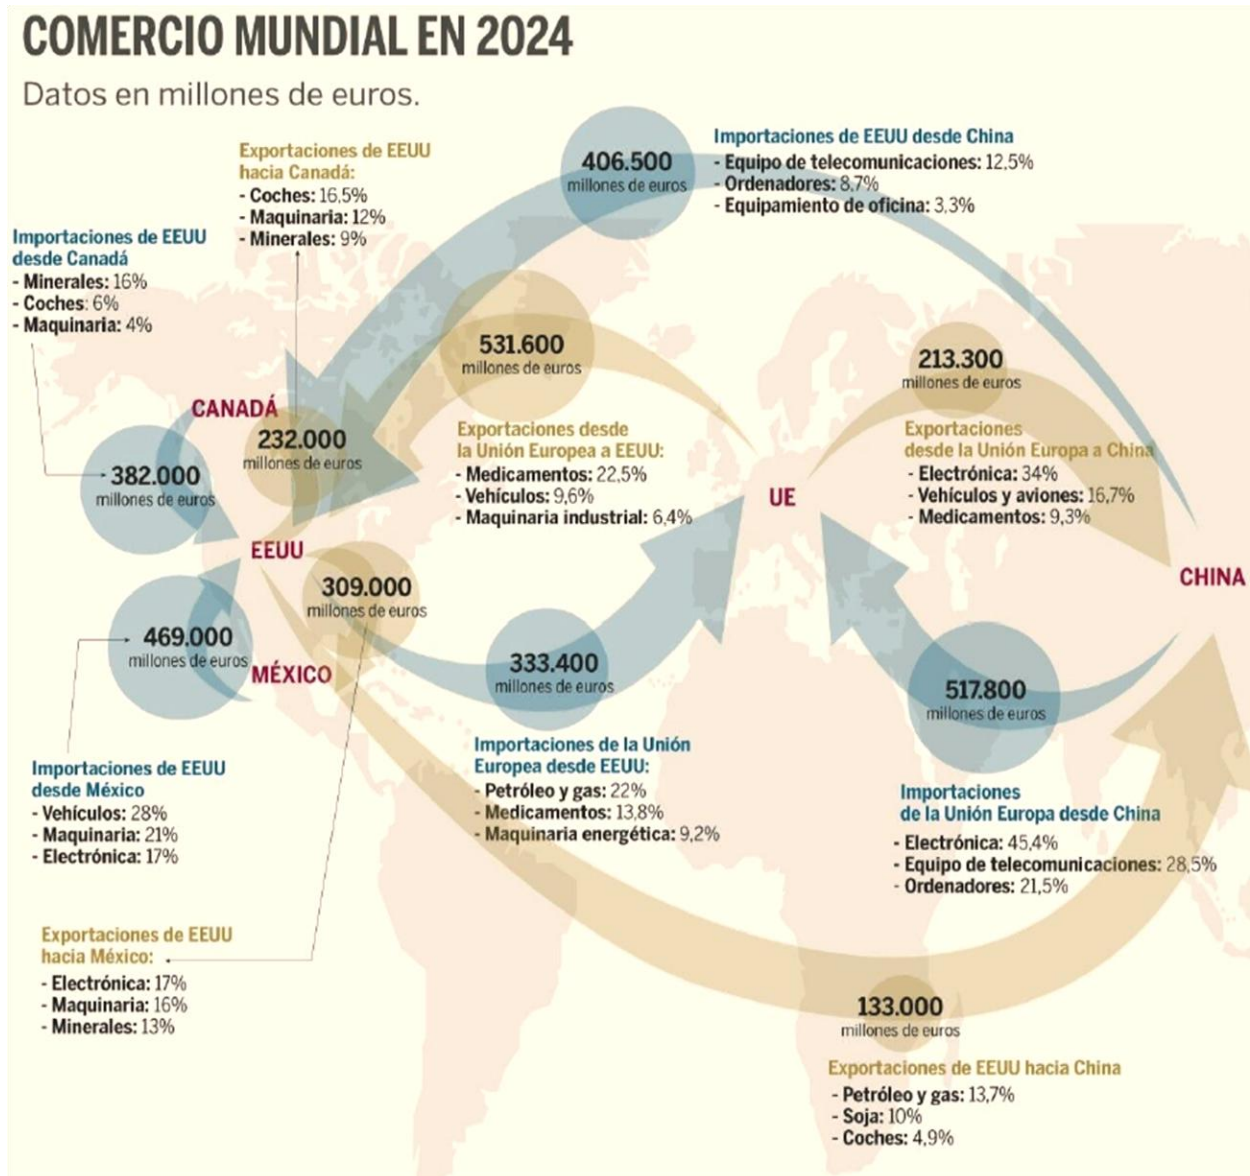 COMERCIO MUNDIAL EN 2024
Datos en millones de euros.
Exportaciones de EEUU
hacia Canadá:
- Coches: 16,5%
- Maquinaria: 12%
- Minerales: 9%
406.500
millones de euros
Importaciones de EEUU desde China
- Equipo de telecomunicaciones: 12,5%
- Ordenadores: 8,7%
- Equipamiento de oficina: 3,3%
Importaciones de EEUU
desde Canadá
- Minerales: 16%
- Coches: 6%
- Maquinaria: 4%
531.600
millones de euros
213.300
millones de euros
CANADÁ
232.000
millones de euros
382.000
millones de euros
Exportaciones desde
la Unión Europea a EEUU:
- Medicamentos: 22,5%
- Vehículos: 9,6%
- Maquinaria industrial: 6,4%
UE
Exportaciones
desde la Unión Europa a China
- Electrónica: 34%
- Vehículos y aviones: 16,7%
- Medicamentos: 9,3%
EEUU
CHINA
309.000
millones de euros
469.000
millones de euros
MÉXICO
333.400
millones de euros
517.800
millones de euros
Importaciones de EEUU
desde México
- Vehículos: 28%
- Maquinaria: 21%
- Electrónica: 17%
Importaciones de la Unión
Europea desde EEUU:
- Petróleo y gas: 22%
- Medicamentos: 13,8%
- Maquinaria energética: 9,2%
Importaciones
de la Unión Europa desde China
- Electrónica: 45,4%
- Equipo de telecomunicaciones: 28,5%
- Ordenadores: 21,5%
Exportaciones de EEUU
hacia México:
- Electrónica: 17%
- Maquinaria: 16%
- Minerales: 13%
133.000
millones de euros
Exportaciones de EEUU hacia China
- Petróleo y gas: 13,7%
- Soja: 10%
- Coches: 4,9%